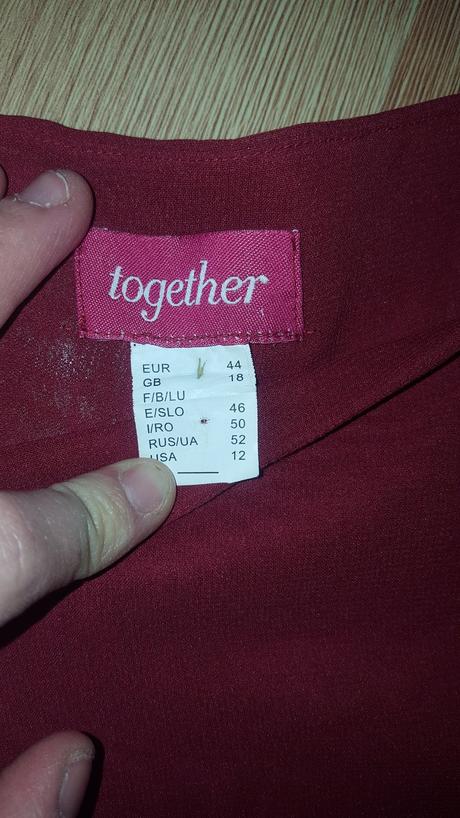 together
EUR 44
GB 18
F/B/LU
E/SLO 46
I/RO 50
RUS/UA 52
USA 12